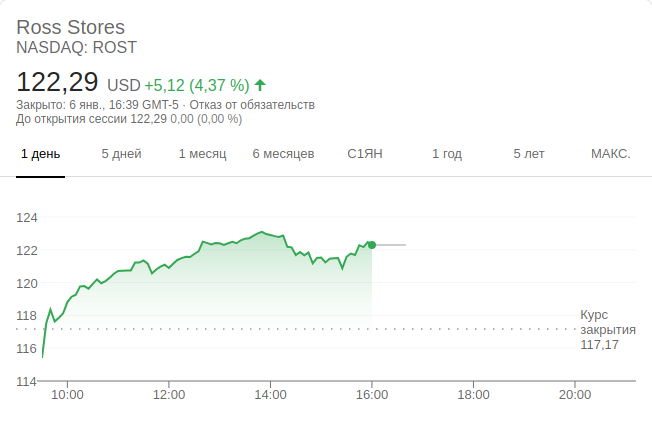 Ross Stores
NASDAQ: ROST
122,29 USD +5,12 (4,37 %)
Закрыто: 6 янв., 16:39 GMT-5 · Отказ от обязательств
До открытия сессии 122,29 0,00 (0,00 %)
1 день 5 дней 1 месяц 6 месяцев С1ЯН 1 год 5 лет МАКС.
124
122
120
118
116
114
Курс
закрытия
117,17
10:00 12:00 14:00 16:00 18:00 20:00